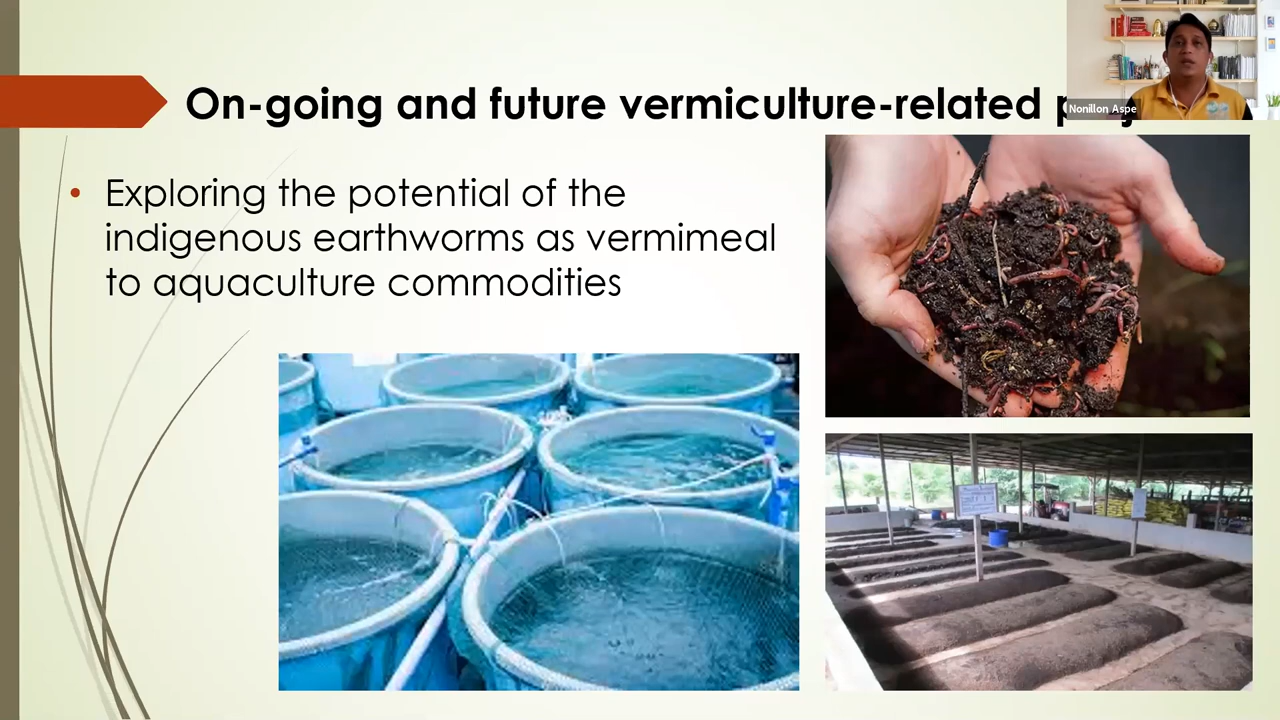 On-going and future vermiculture-related
Nonillon Aspe
• Exploring the potential of the
indigenous earthworms as vermimeal
to aquaculture commodities